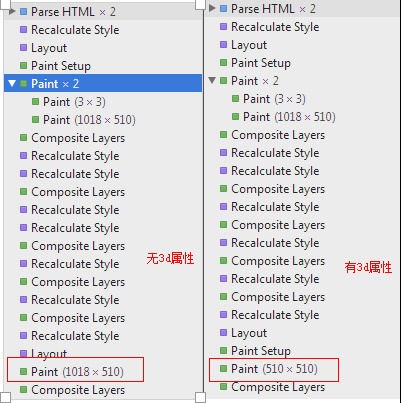 Parse HTML × 2
Recalculate Style
Layout
Paint Setup
Paint × 2
Paint (3 × 3)
Paint (1018 × 510)
Composite Layers
Recalculate Style
Recalculate Style
Composite Layers
Recalculate Style
Recalculate Style
Composite Layers
Recalculate Style
Composite Layers
Recalculate Style
Composite Layers
Recalculate Style
Layout
Paint (1018 × 510)
Composite Layers
无3d属性
Parse HTML × 2
Recalculate Style
Layout
Paint Setup
Paint × 2
Paint (3 × 3)
Paint (1018 × 510)
Composite Layers
Recalculate Style
Recalculate Style
Composite Layers
Recalculate Style
Recalculate Style
Composite Layers
Recalculate Style
Composite Layers
Recalculate Style
Layout
Paint Setup
Paint (510 × 510)
Composite Layers
有3d属性